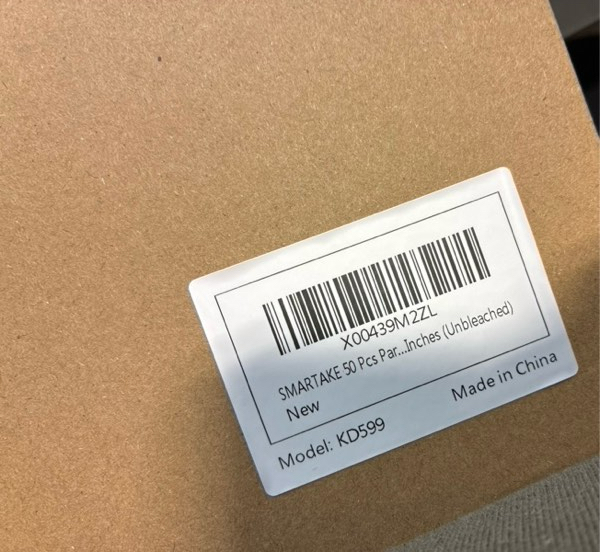 X00439M2ZL
SMARTAKE 50 Pcs Par...Inches (Unbleached)
New
Model: KD599
Made in China